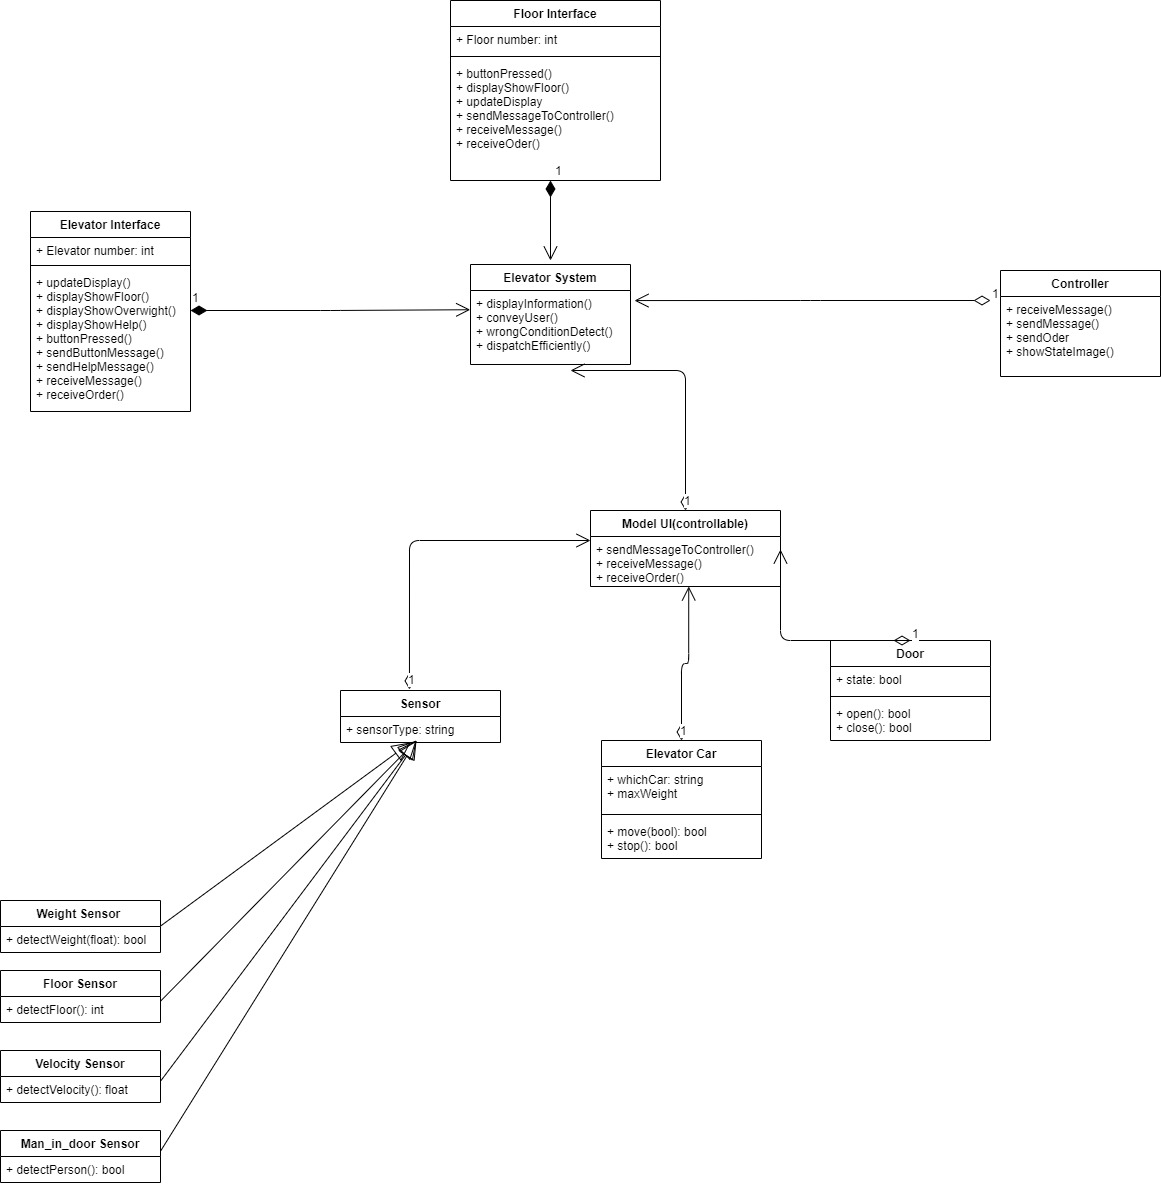 Floor Interface
+ Floor number: int
+ buttonPressed()
+ displayShowFloor()
+ updateDisplay
+ sendMessageToController()
+ receiveMessage()
+ receiveOder()
1
Elevator Interface
+ Elevator number: int
+ updateDisplay()
+ displayShowFloor()
+ displayShowOverwight()
+ displayShowHelp()
+ buttonPressed()
+ sendButtonMessage()
+ sendHelpMessage()
+ receiveMessage()
+ receiveOrder()
1
Elevator System
+ displayInformation()
+ conveyUser()
+ wrongConditionDetect()
+ dispatchEfficiently()
1
Controller
+ receiveMessage()
+ sendMessage()
+ sendOder
+ showStateImage()
1
Model UI(controllable)
+ sendMessageToController()
+ receiveMessage()
+ receiveOrder()
1
Door
+ state: bool
+ open(): bool
+ close(): bool
1
Sensor
+ sensorType: string
1
Elevator Car
+ whichCar: string
+ maxWeight
+ move(bool): bool
+ stop(): bool
Weight Sensor
+ detectWeight(float): bool
Floor Sensor
+ detectFloor(): int
Velocity Sensor
+ detectVelocity(): float
Man_in_door Sensor
+ detectPerson(): bool